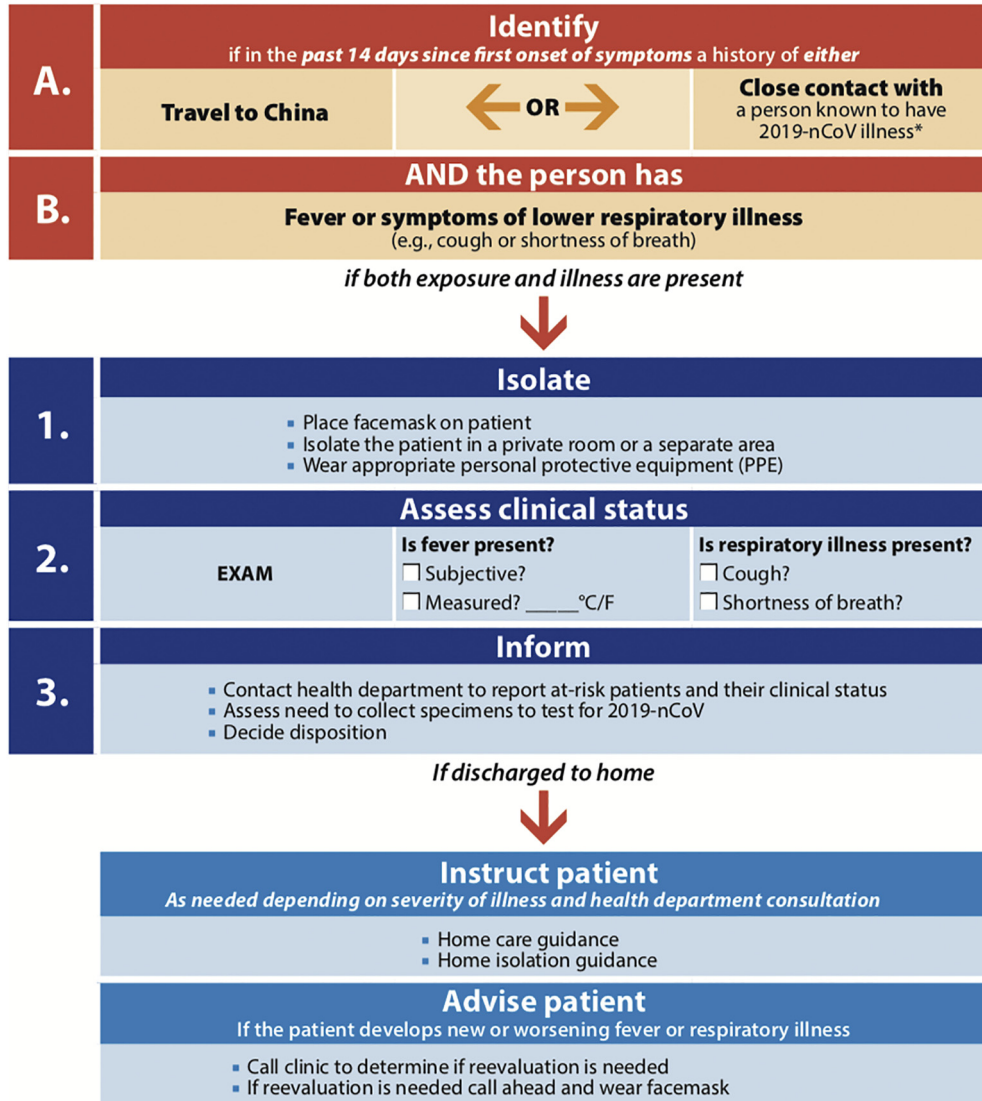 A.
Identify
if in the past 14 days since first onset of symptoms a history of either
Travel to China
OR
Close contact with
a person known to have
2019-nCoV illness*
B.
AND the person has
Fever or symptoms of lower respiratory illness
(e.g., cough or shortness of breath)
if both exposure and illness are present
1.
Isolate
Place facemask on patient
Isolate the patient in a private room or a separate area
Wear appropriate personal protective equipment (PPE)
2.
Assess clinical status
EXAM
Is fever present?
Subjective?
Measured? _____°C/F
Is respiratory illness present?
Cough?
Shortness of breath?
3.
Inform
Contact health department to report at-risk patients and their clinical status
Assess need to collect specimens to test for 2019-nCoV
Decide disposition
If discharged to home
Instruct patient
As needed depending on severity of illness and health department consultation
Home care guidance
Home isolation guidance
Advise patient
If the patient develops new or worsening fever or respiratory illness
Call clinic to determine if reevaluation is needed
If reevaluation is needed call ahead and wear facemask